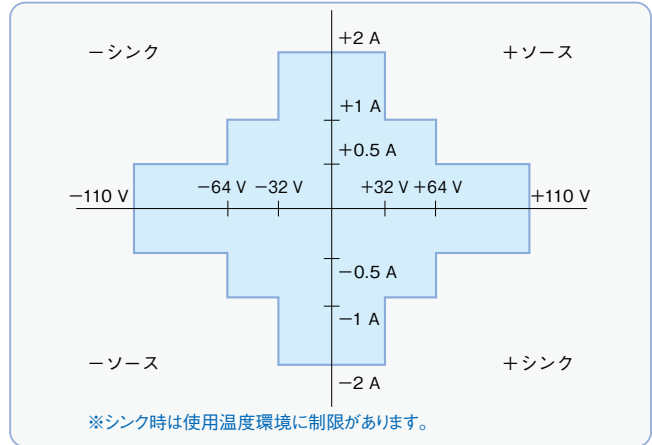 +2 A
−シンク
+ソース
+1 A
+0.5 A
−110 V
−64 V −32 V
+32 V +64 V
+110 V
−0.5 A
−1 A
−ソース
+シンク
−2 A
※シンク時は使用温度環境に制限があります。